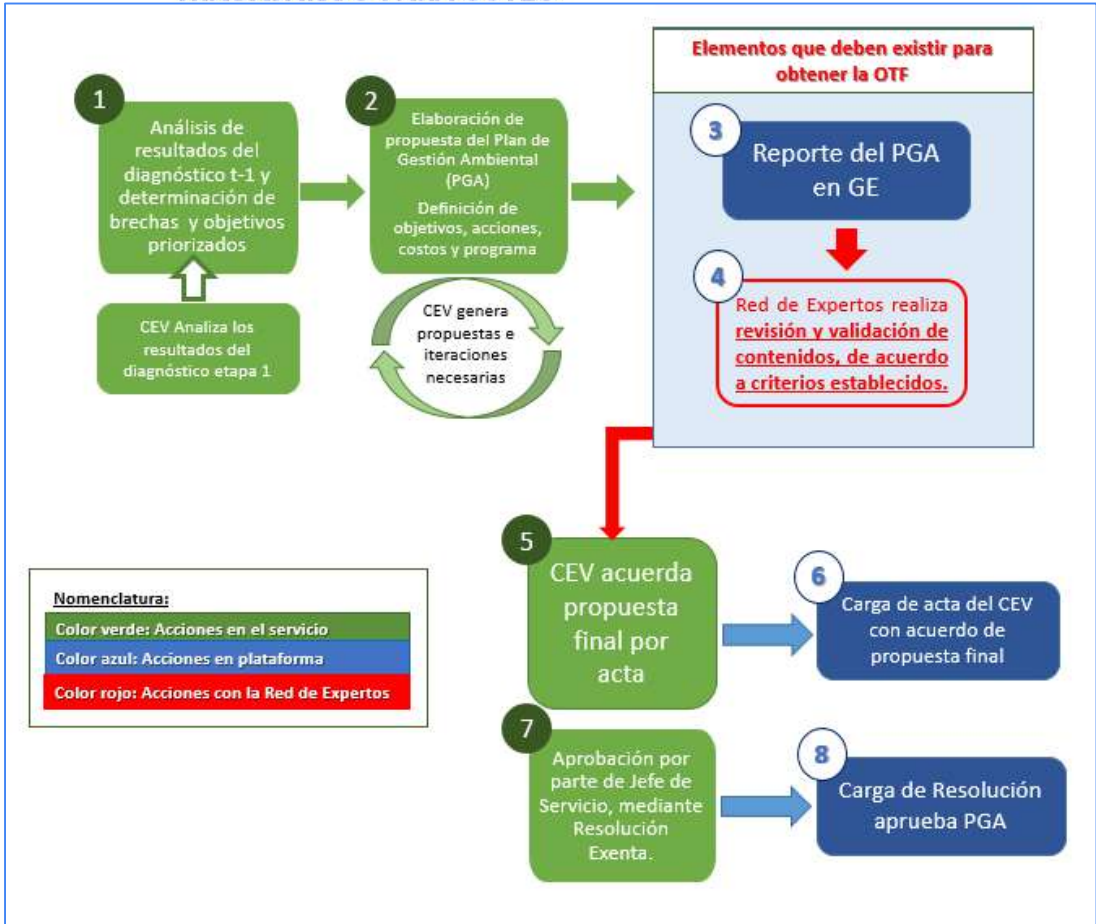 Elementos que deben existir para
obtener la OTF
1
Análisis de
resultados del
diagnóstico t-1 y
determinación de
brechas y objetivos
priorizados
CEV Analiza los
resultados del
diagnóstico etapa 1
2
Elaboración de
propuesta del Plan de
Gestión Ambiental
(PGA)
Definición de
objetivos, acciones,
costos y programa
CEV genera
propuestas e
iteraciones
necesarias
3
Reporte del PGA
en GE
4
Red de Expertos realiza
revisión y validación de
contenidos, de acuerdo
a criterios establecidos.
5
CEV acuerda
propuesta
final por
acta
6
Carga de acta del CEV
con acuerdo de
propuesta final
Nomenclatura:
Color verde: Acciones en el servicio
Color azul: Acciones en plataforma
Color rojo: Acciones con la Red de Expertos
7
Aprobación por
parte de Jefe de
Servicio, mediante
Resolución
Exenta.
8
Carga de Resolución
aprueba PGA